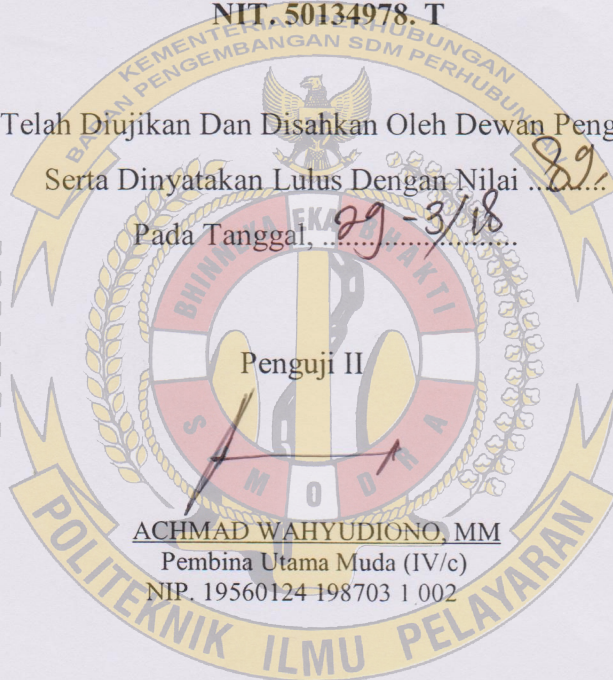 NIT. 50134978. T
KEMENTERIAN PERHUBUNGAN
BADAN PENGEMBANGAN SDM PERHUBUNGAN
Telah Diujikan Dan Disahkan Oleh Dewan Peng
Serta Dinyatakan Lulus Dengan Nilai ...89.....
Pada Tanggal, ...29-3/18...
BHINNEKA EKA BHAKTI
Penguji II
SAMODRA
ACHMAD WAHYUDIONO, MM
Pembina Utama Muda (IV/c)
NIP. 19560124 198703 1 002
POLITEKNIK ILMU PELAYARAN